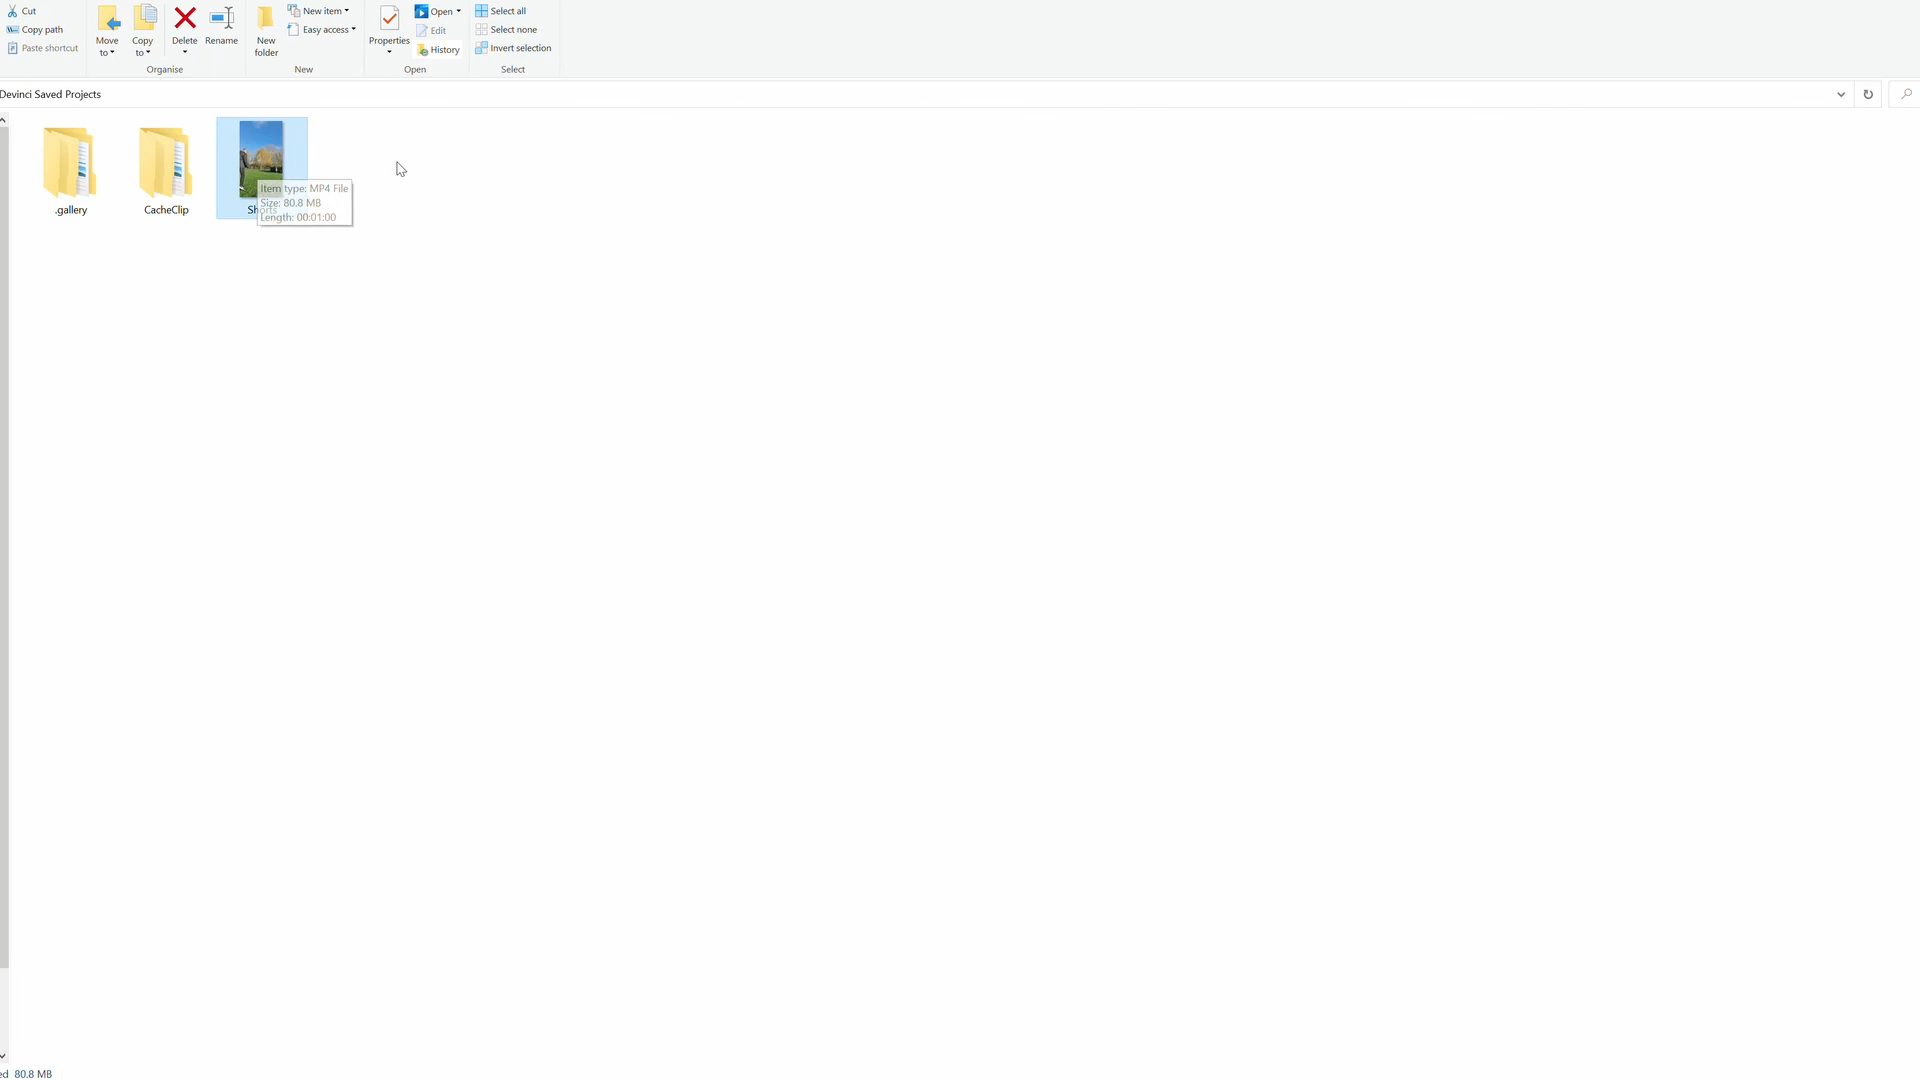 Cut
Copy path
Paste shortcut
Move to
Copy to
Delete
Rename
Organise
New folder
New item
Easy access
New
Properties
Open
Edit
History
Open
Select all
Select none
Invert selection
Select
Devinci Saved Projects
.gallery
CacheClip
Shorts
Item type: MP4 File
Size: 80.8 MB
Length: 00:01:00
ed 80.8 MB